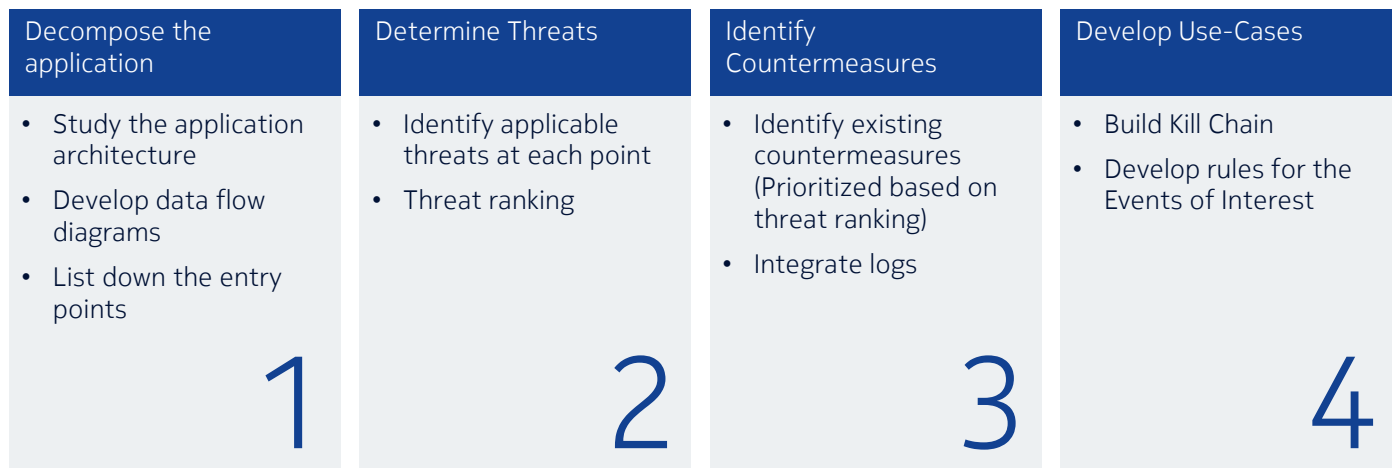 Decompose the
application
• Study the application
architecture
• Develop data flow
diagrams
• List down the entry
points
1
Determine Threats
• Identify applicable
threats at each point
• Threat ranking
2
Identify
Countermeasures
• Identify existing
countermeasures
(Prioritized based on
threat ranking)
• Integrate logs
3
Develop Use-Cases
• Build Kill Chain
• Develop rules for the
Events of Interest
4